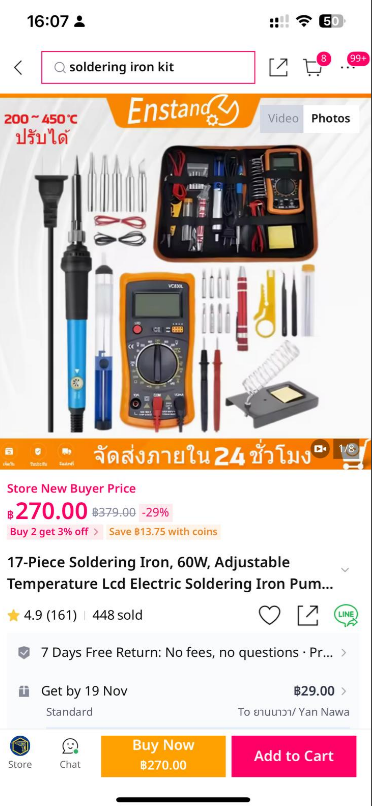 16:07
50
soldering iron kit
8
99+
Enstand
Video
Photos
200 ~ 450°C
ปรับได้
จัดส่งภายใน 24 ชั่วโมง
1/8
Store New Buyer Price
฿270.00 ฿379.00 -29%
Buy 2 get 3% off
Save ฿13.75 with coins
17-Piece Soldering Iron, 60W, Adjustable
Temperature Lcd Electric Soldering Iron Pum...
4.9 (161)
448 sold
LINE
7 Days Free Return: No fees, no questions · Pr...
Get by 19 Nov
฿29.00
Standard
To ยานนาวา/ Yan Nawa
Store
Chat
Buy Now
฿270.00
Add to Cart